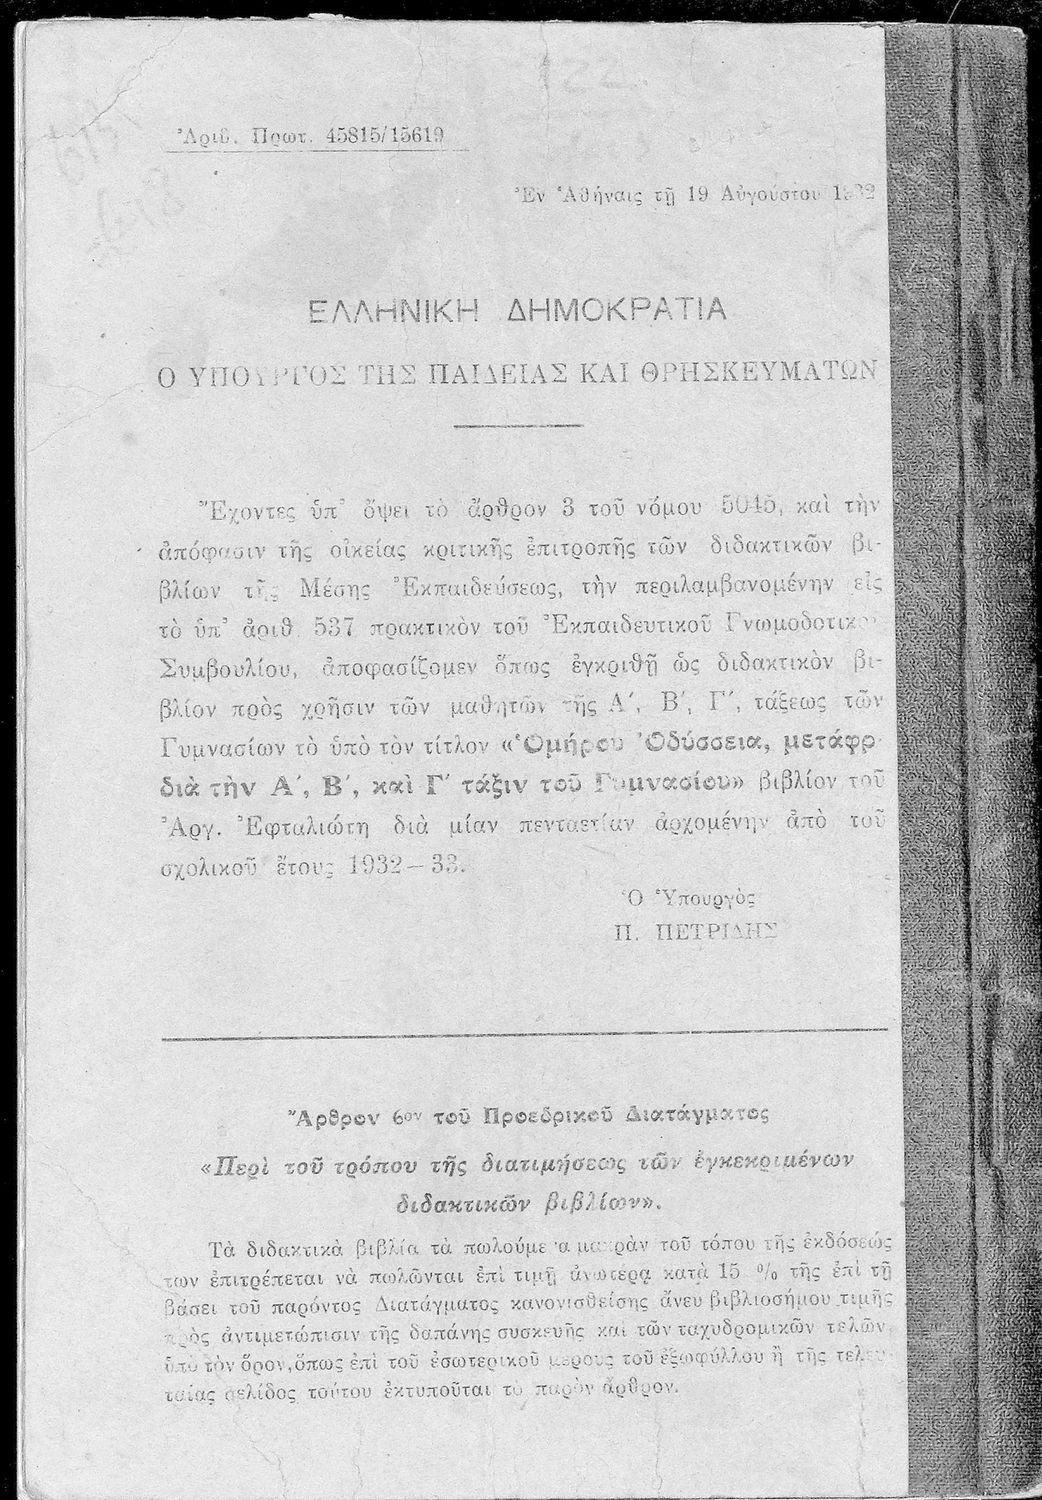 Ἀριθ. Πρωτ. 45815/15619
Ἐν Ἀθήναις τῇ 19 Αὐγούστου 1932
ΕΛΛΗΝΙΚΗ ΔΗΜΟΚΡΑΤΙΑ
Ο ΥΠΟΥΡΓΟΣ ΤΗΣ ΠΑΙΔΕΙΑΣ ΚΑΙ ΘΡΗΣΚΕΥΜΑΤΩΝ
Ἔχοντες ὑπ' ὄψει τὸ ἄρθρον 3 τοῦ νόμου 5045, καὶ τὴν
ἀπόφασιν τῆς οἰκείας κριτικῆς ἐπιτροπῆς τῶν διδακτικῶν βι-
βλίων τῆς Μέσης Ἐκπαιδεύσεως, τὴν περιλαμβανομένην εἰς
τὸ ὑπ' ἀριθ. 537 πρακτικὸν τοῦ Ἐκπαιδευτικοῦ Γνωμοδοτικοῦ
Συμβουλίου, ἀποφασίζομεν ὅπως ἐγκριθῇ ὡς διδακτικὸν βι-
βλίον πρὸς χρῆσιν τῶν μαθητῶν τῆς Α΄, Β΄, Γ΄, τάξεως τῶν
Γυμνασίων τὸ ὑπὸ τὸν τίτλον «Ὁμήρου Ὀδύσσεια, μετάφρ.
διὰ τὴν Α΄, Β΄, καὶ Γ΄ τάξιν τοῦ Γυμνασίου» βιβλίον τοῦ
Ἀργ. Ἐφταλιώτη διὰ μίαν πενταετίαν ἀρχομένην ἀπὸ τοῦ
σχολικοῦ ἔτους 1932—33.
Ὁ Ὑπουργὸς
Π. ΠΕΤΡΙΔΗΣ
Ἄρθρον 6ον τοῦ Προεδρικοῦ Διατάγματος
«Περὶ τοῦ τρόπου τῆς διατιμήσεως τῶν ἐγκεκριμένων
διδακτικῶν βιβλίων».
Τὰ διδακτικὰ βιβλία τὰ πωλούμενα μακρὰν τοῦ τόπου τῆς ἐκδόσεώς
των ἐπιτρέπεται νὰ πωλῶνται ἐπὶ τιμῇ ἀνωτέρᾳ κατὰ 15 % τῆς ἐπὶ τῇ
βάσει τοῦ παρόντος Διατάγματος κανονισθείσης ἄνευ βιβλιοσήμου τιμῆς
πρὸς ἀντιμετώπισιν τῆς δαπάνης συσκευῆς καὶ τῶν ταχυδρομικῶν τελῶν,
ὑπὸ τὸν ὅρον, ὅπως ἐπὶ τοῦ ἐσωτερικοῦ μέρους τοῦ ἐξωφύλλου ἢ τῆς τελευ-
ταίας σελίδος τούτου ἐκτυποῦται τὸ παρὸν ἄρθρον.